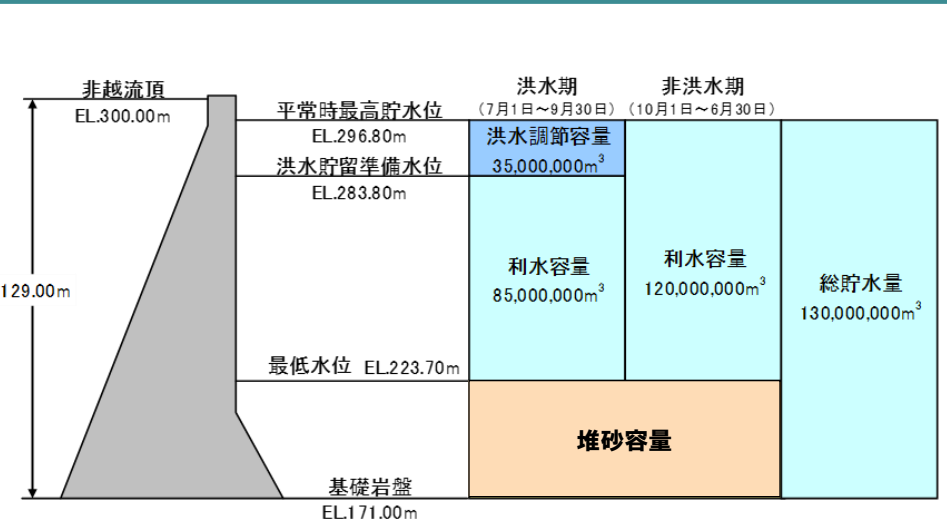 非越流頂
EL.300.00m
129.00m
平常時最高貯水位
EL.296.80m
洪水貯留準備水位
EL.283.80m
最低水位 EL.223.70m
基礎岩盤
EL.171.00m
洪水期
(7月1日～9月30日)
非洪水期
(10月1日～6月30日)
洪水調節容量
35,000,000m³
利水容量
85,000,000m³
利水容量
120,000,000m³
総貯水量
130,000,000m³
堆砂容量